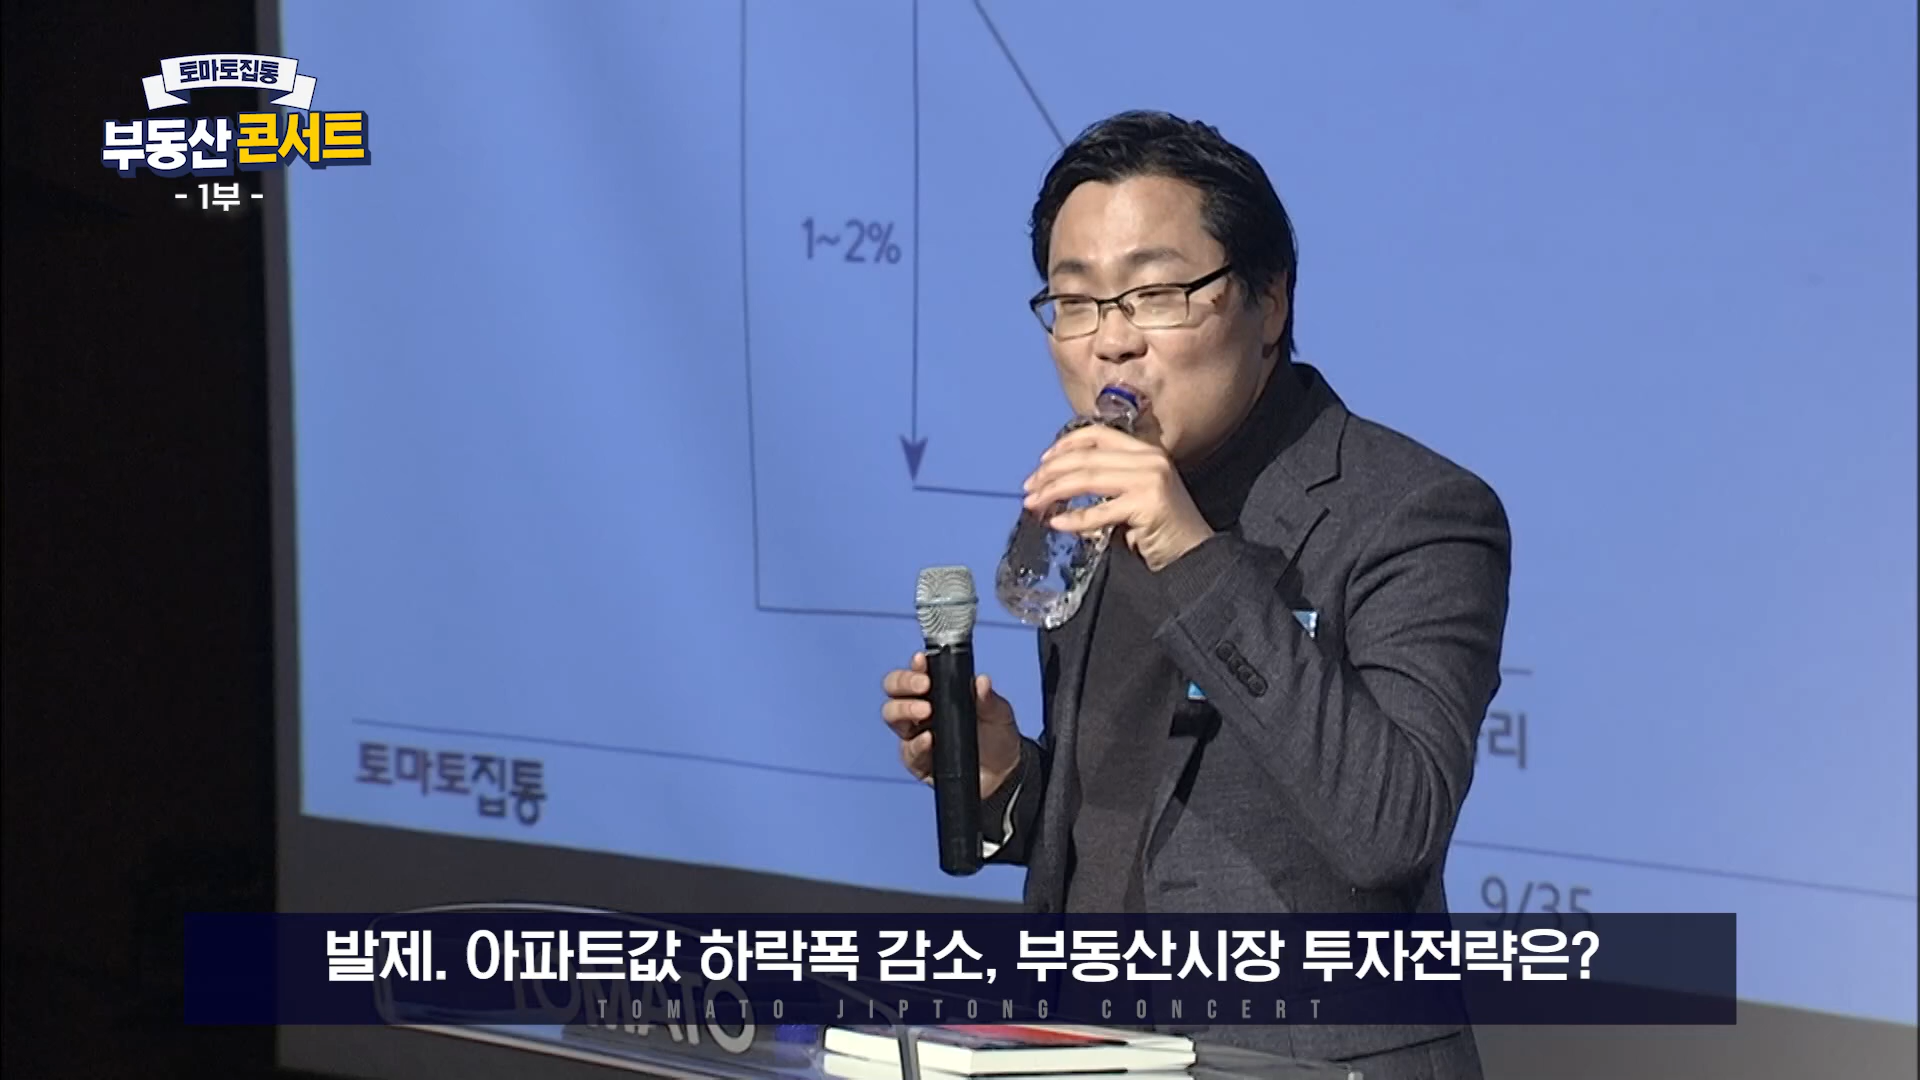 토마토집통
부동산 콘서트
- 1부 -
1~2%
리
토마토집통
9/35
발제. 아파트값 하락폭 감소, 부동산시장 투자전략은?
TOMATO JIPTONG CONCERT
TOMATO